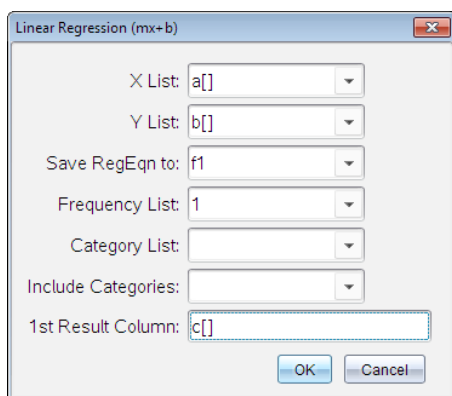 Linear Regression (mx+b)
X List: a[]
Y List: b[]
Save RegEqn to: f1
Frequency List: 1
Category List:
Include Categories:
1st Result Column: c[]
OK Cancel